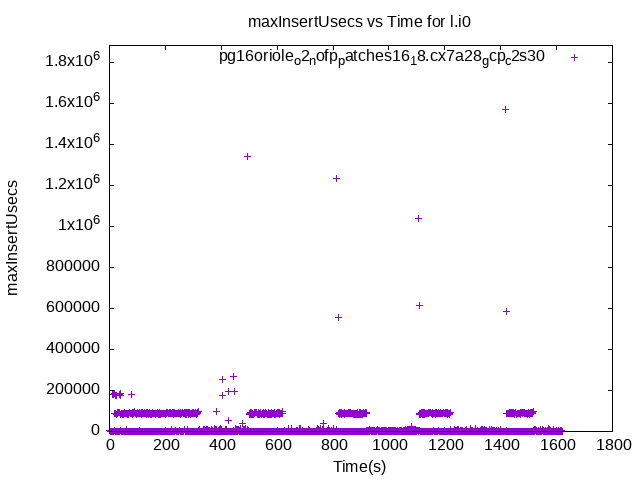 maxInsertUsecs vs Time for l.i0
pg16oriole_o2_nofp_patches16_18.cx7a28_gcp_c2s30
1.8x10^6
1.6x10^6
1.4x10^6
1.2x10^6
1x10^6
800000
600000
400000
200000
0
maxInsertUsecs
0 200 400 600 800 1000 1200 1400 1600 1800
Time(s)